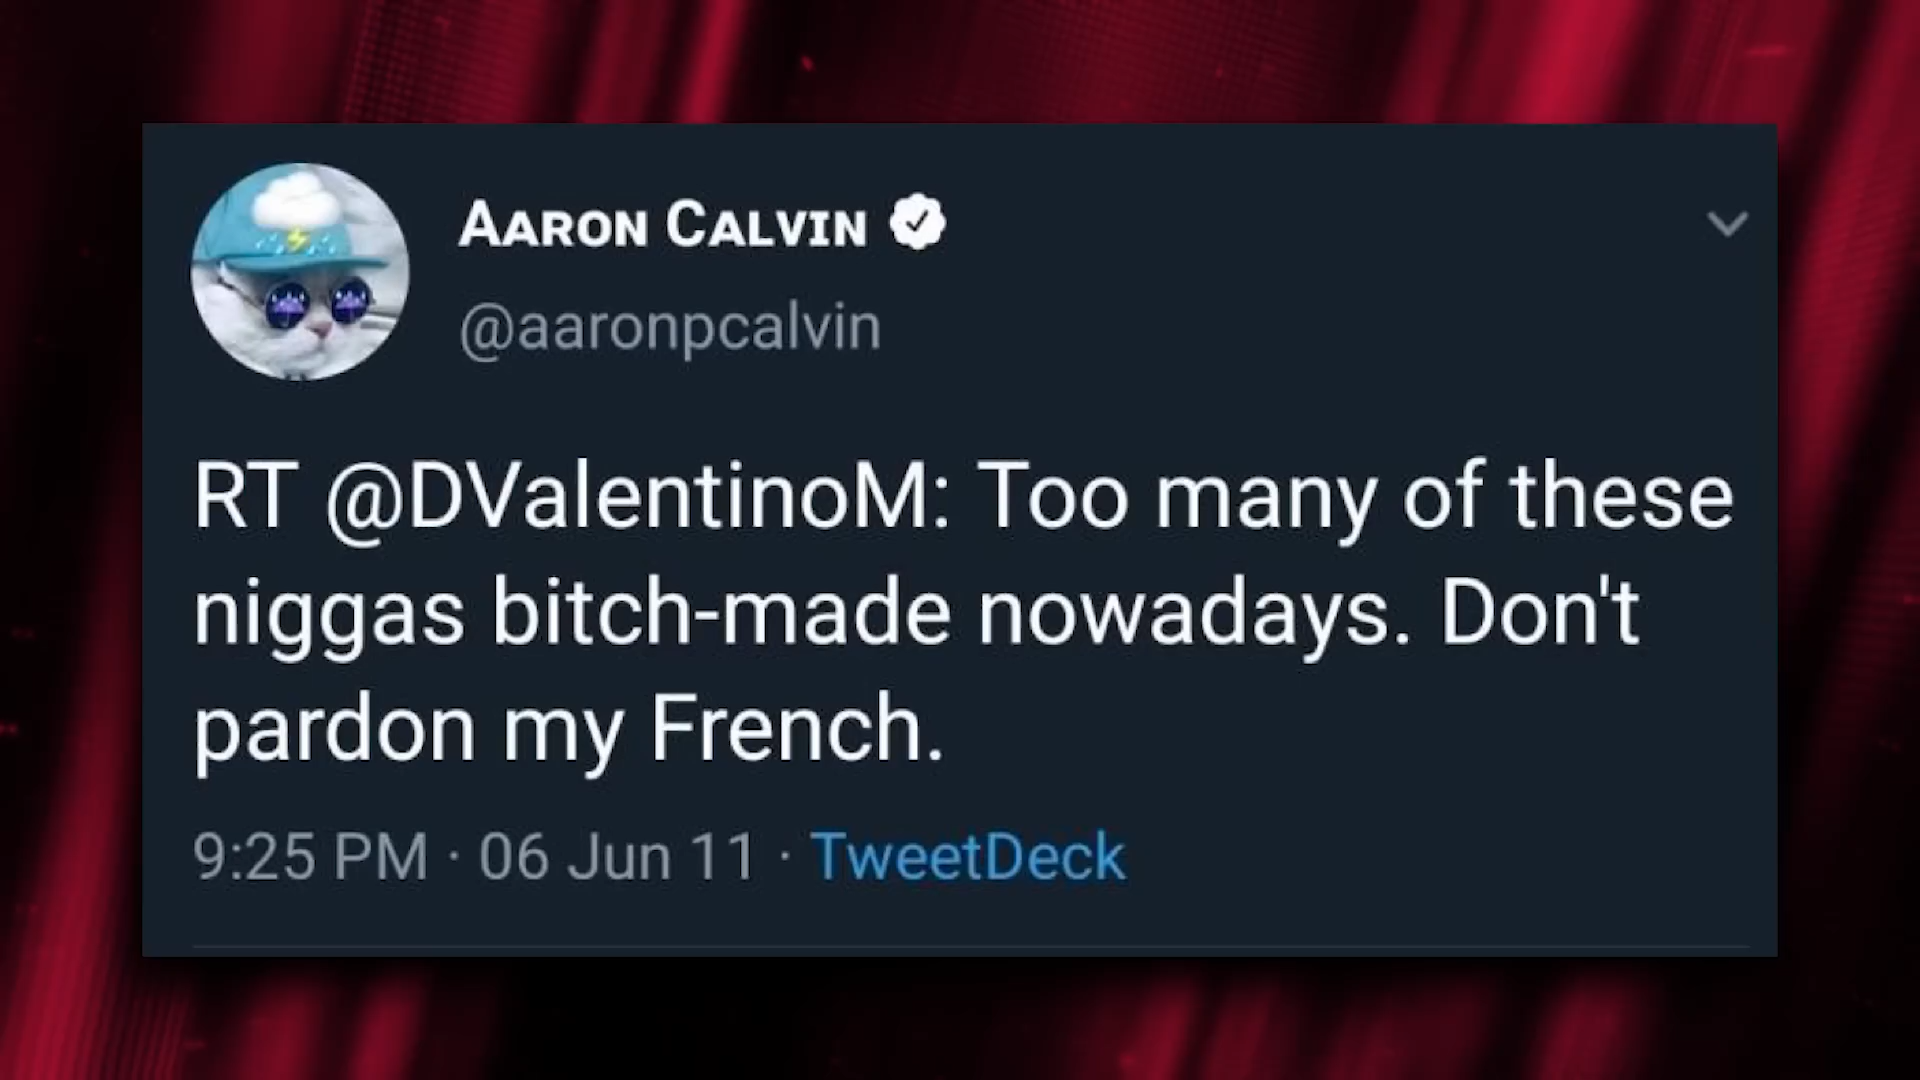 Aaron Calvin
@aaronpcalvin
RT @DValentinoM: Too many of these
niggas bitch-made nowadays. Don't
pardon my French.
9:25 PM · 06 Jun 11 · TweetDeck